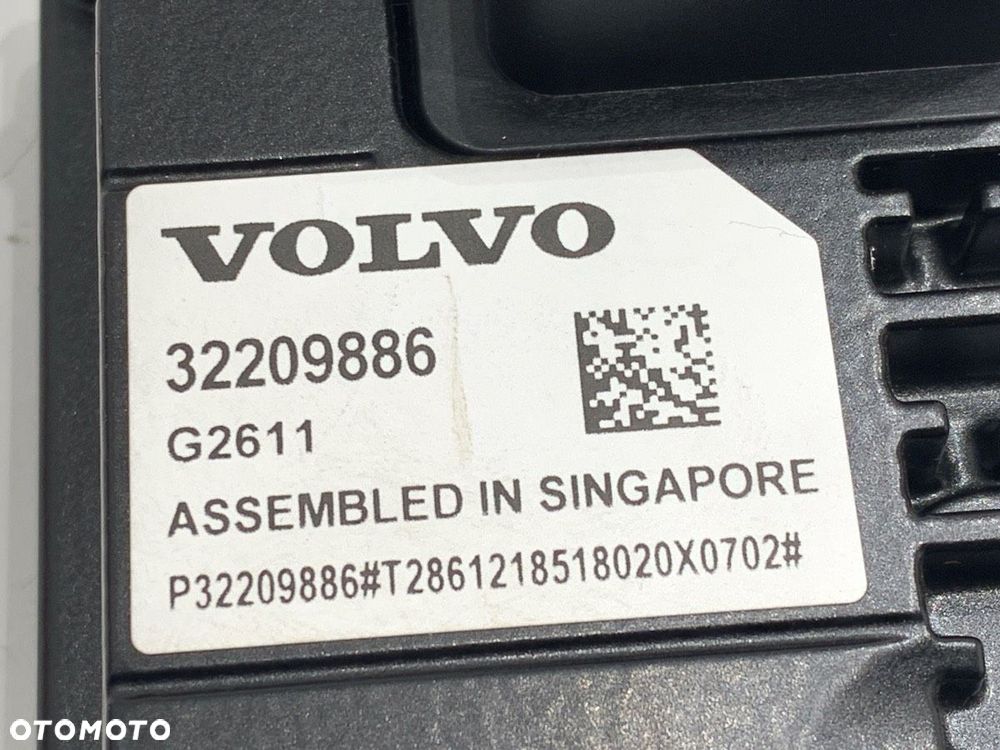 VOLVO
32209886
G2611
ASSEMBLED IN SINGAPORE
P32209886#T2861218518020X0702#
OTOMOTO